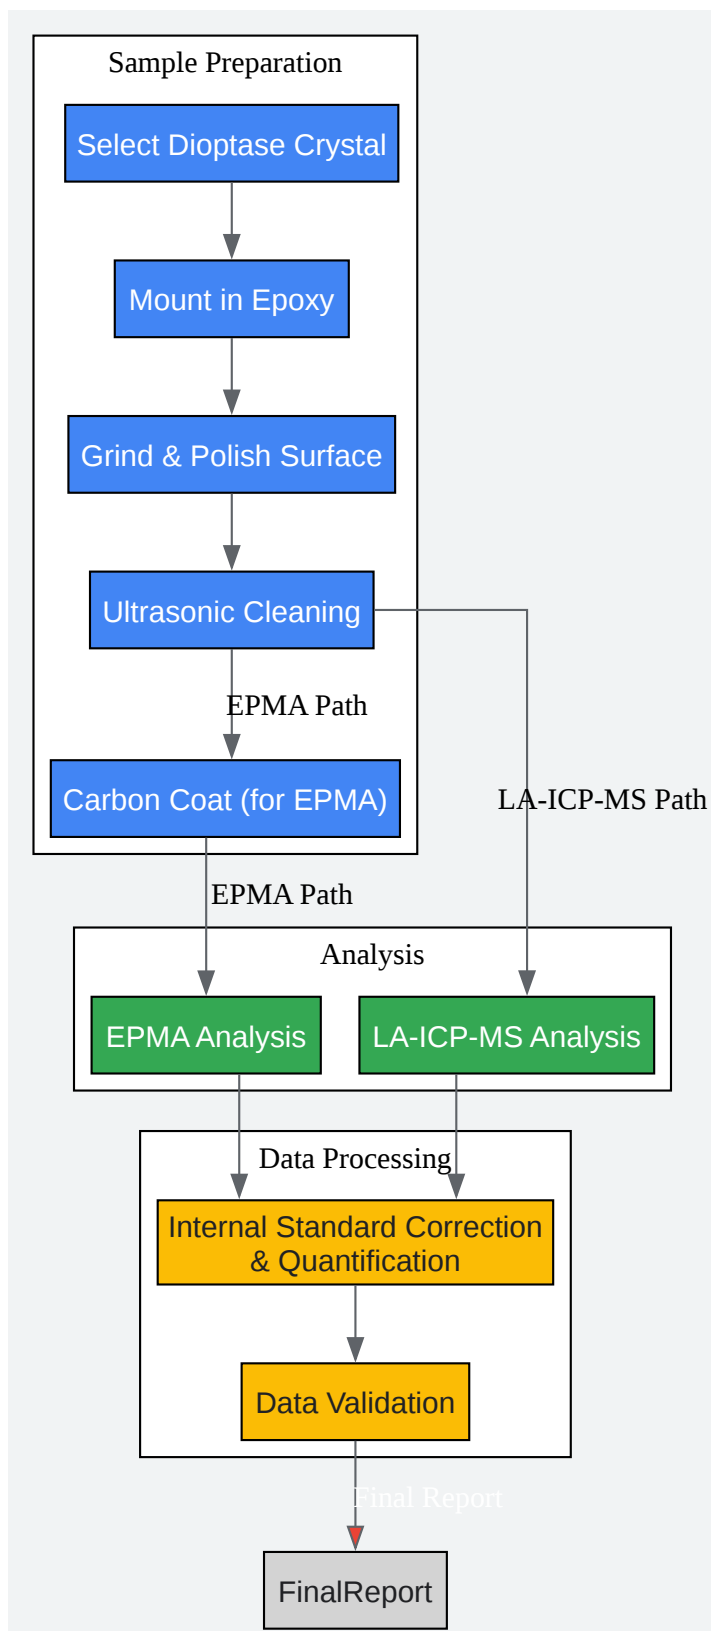 Sample Preparation
Select Dioptase Crystal
Mount in Epoxy
Grind & Polish Surface
Ultrasonic Cleaning
EPMA Path
Carbon Coat (for EPMA)
LA-ICP-MS Path
EPMA Path
Analysis
EPMA Analysis
LA-ICP-MS Analysis
Data Processing
Internal Standard Correction
& Quantification
Data Validation
Final Report
FinalReport